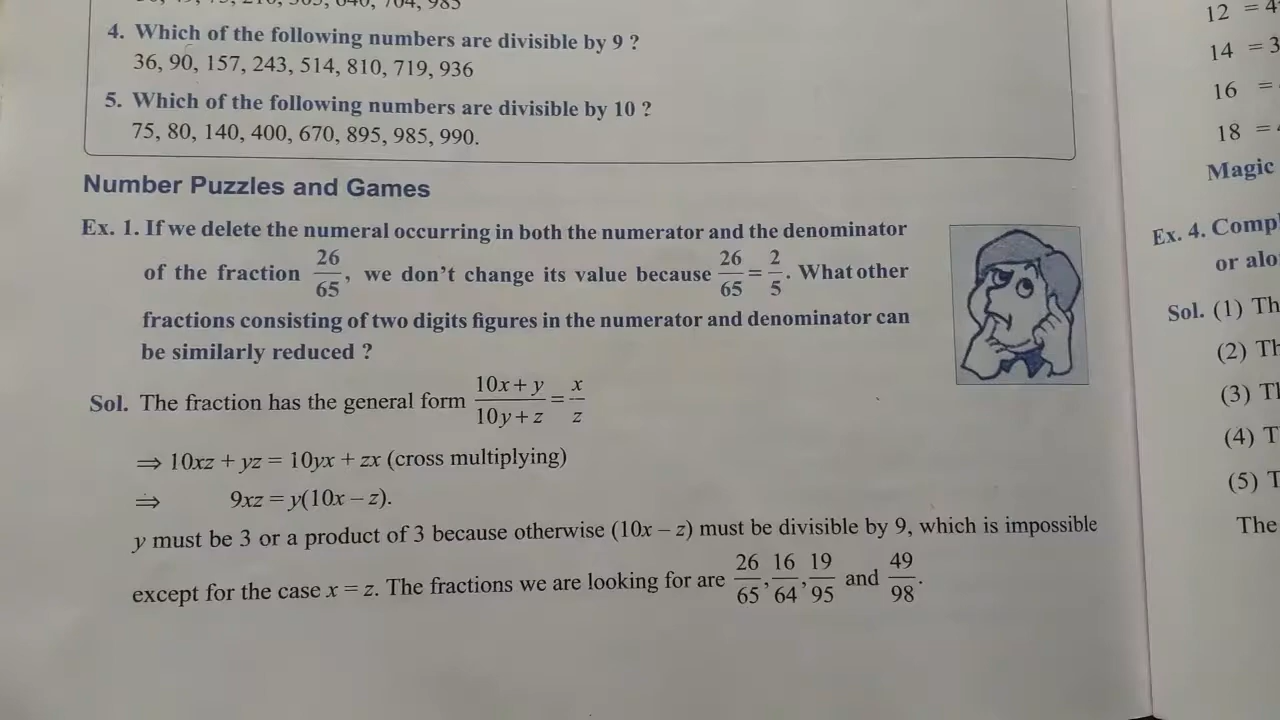 640, 704, 985
4. Which of the following numbers are divisible by 9 ?
36, 90, 157, 243, 514, 810, 719, 936
5. Which of the following numbers are divisible by 10 ?
75, 80, 140, 400, 670, 895, 985, 990.
Number Puzzles and Games
Ex. 1. If we delete the numeral occurring in both the numerator and the denominator
of the fraction 26/65, we don't change its value because 26/65 = 2/5. What other
fractions consisting of two digits figures in the numerator and denominator can
be similarly reduced ?
Sol. The fraction has the general form (10x + y)/(10y + z) = x/z
⇒ 10xz + yz = 10yx + zx (cross multiplying)
⇒ 9xz = y(10x – z).
y must be 3 or a product of 3 because otherwise (10x – z) must be divisible by 9, which is impossible
except for the case x = z. The fractions we are looking for are 26/65, 16/64, 19/95 and 49/98.
12 = 4
14 = 3
16 =
18 =
Magic
Ex. 4. Comp
or alo
Sol. (1) Th
(2) Th
(3) Tl
(4) T
(5) T
The